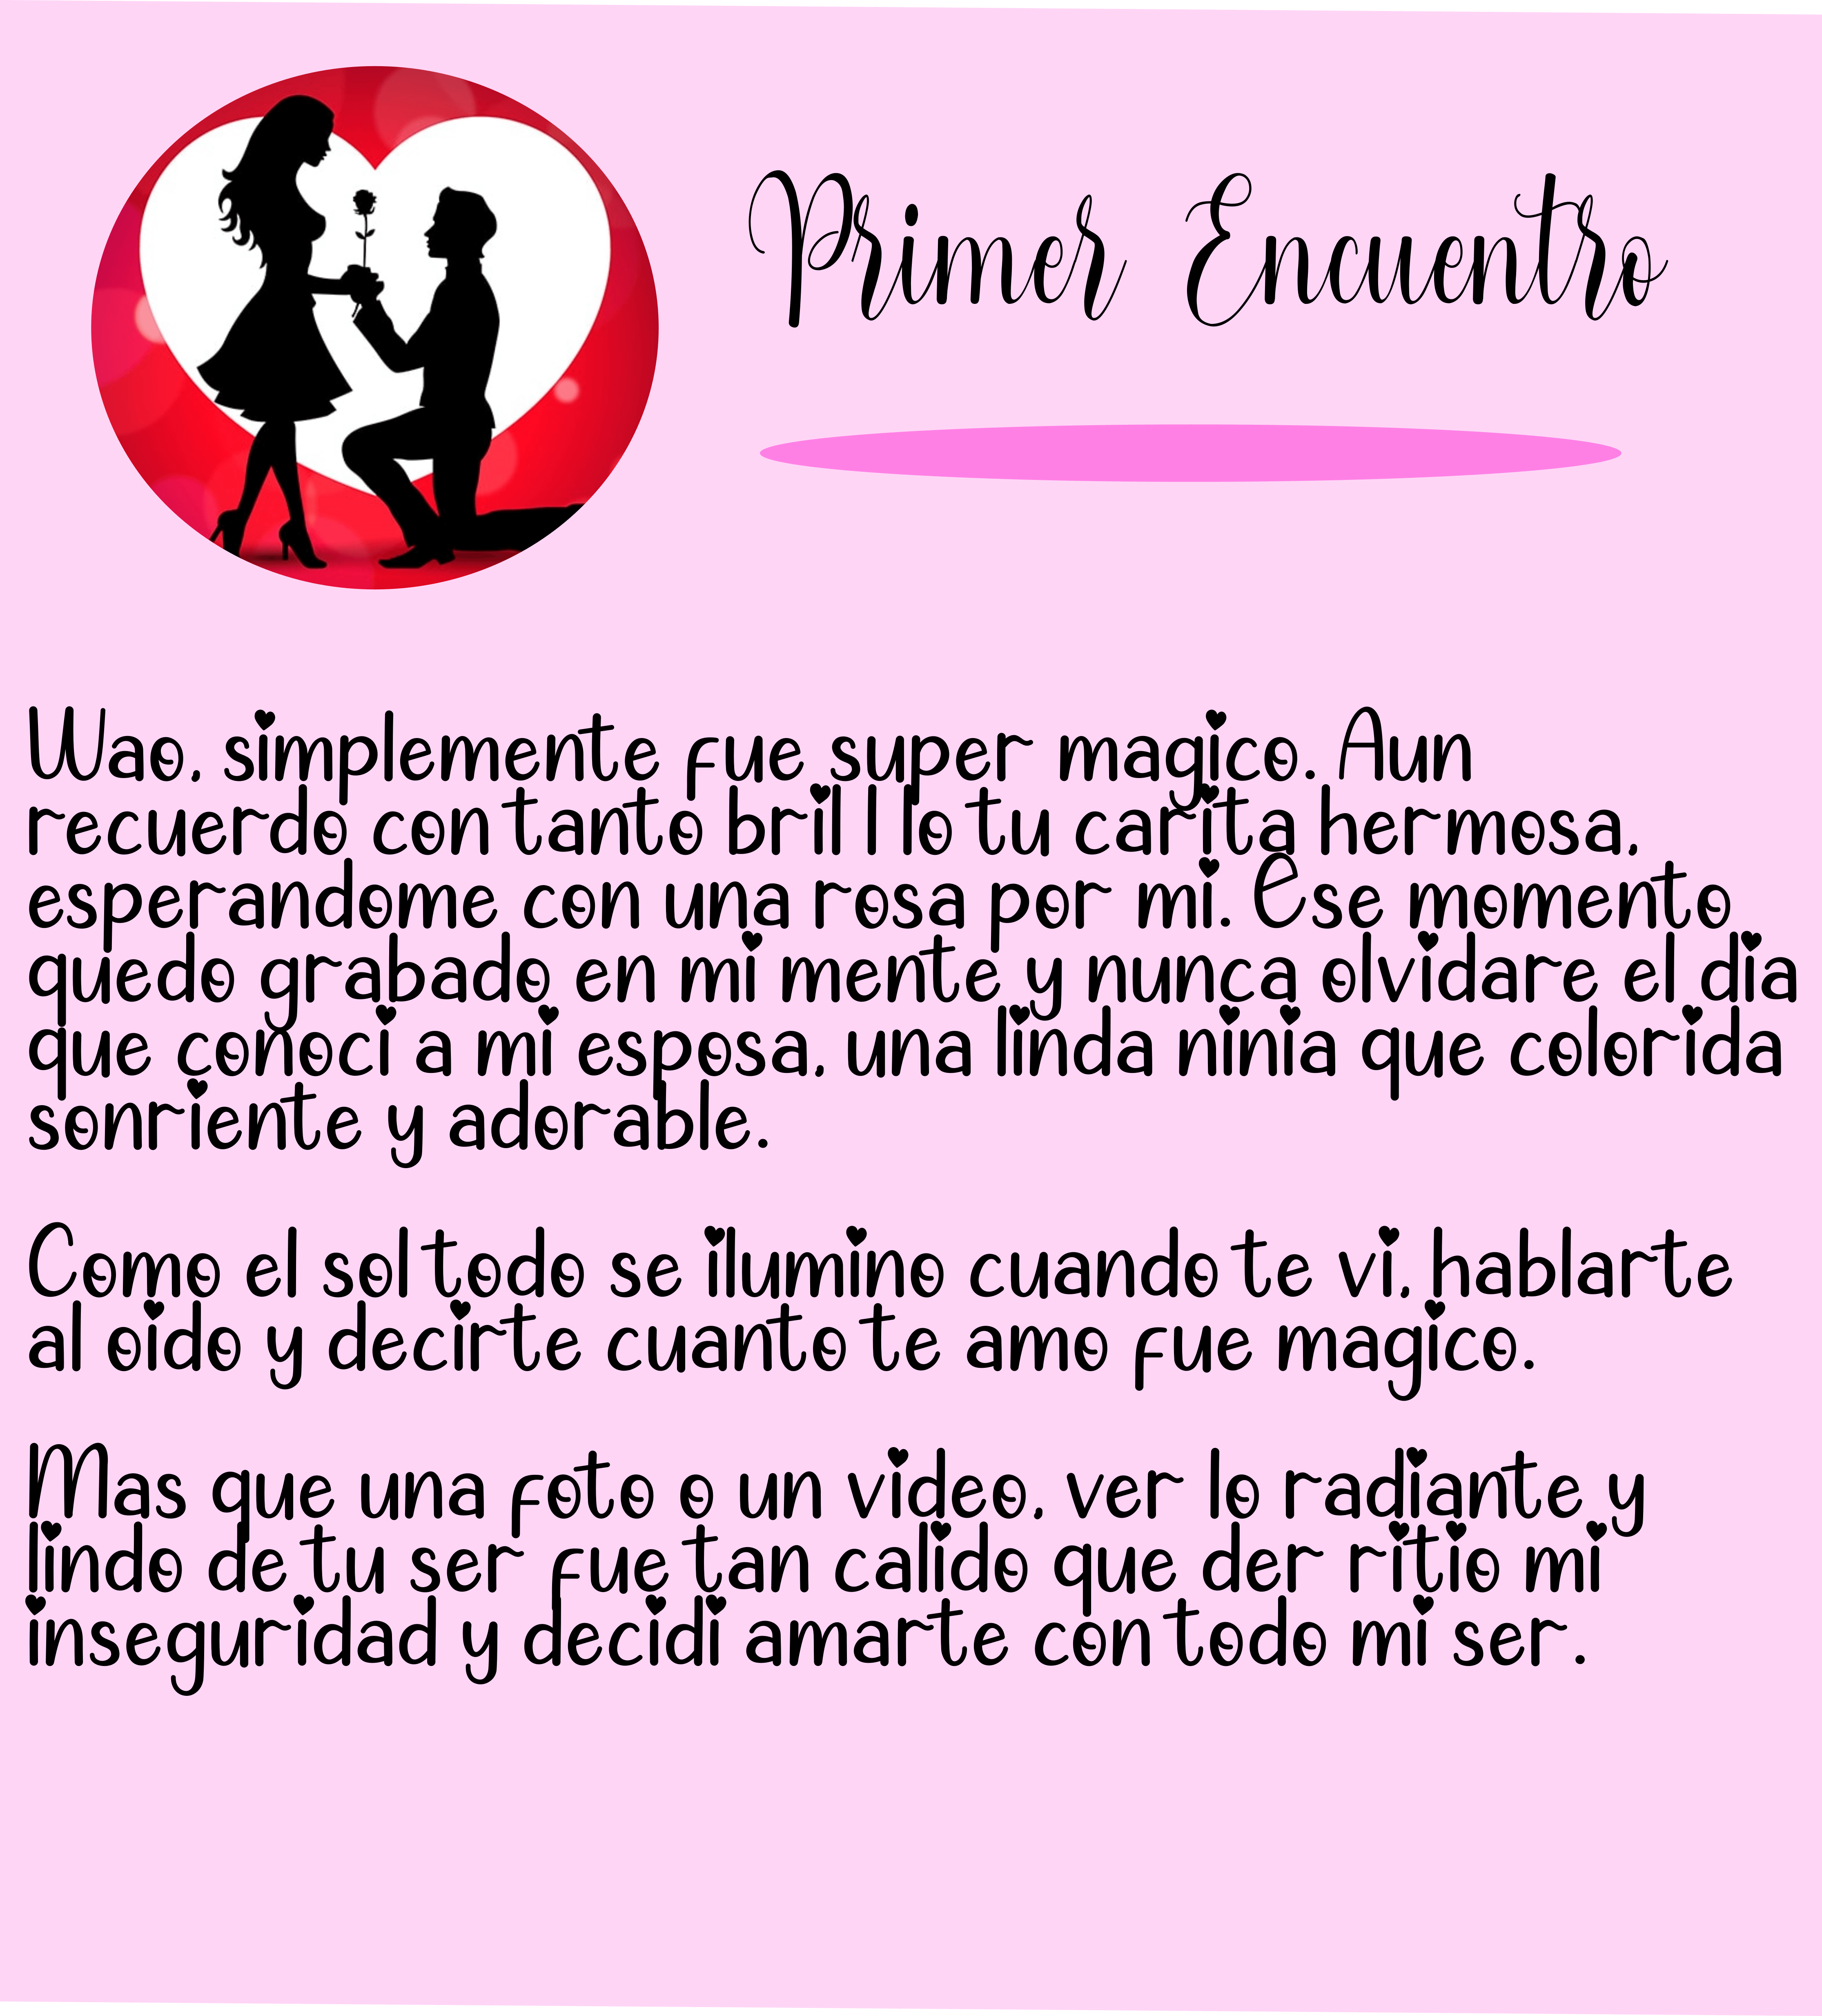 Primer Encuentro
Wao, simplemente fue super magico. Aun
recuerdo con tanto brillllo tu carita hermosa,
esperandome con una rosa por mi. Ese momento
quedo grabado en mi mente y nunca olvidare el dia
que conoci a mi esposa, una linda ninia que colorida
sonriente y adorable.
Como el sol todo se ilumino cuando te vi, hablarte
al oido y decirte cuanto te amo fue magico.
Mas que una foto o un video, ver lo radiante y
lindo de tu ser fue tan calido que der ritio mi
inseguridad y decidi amarte con todo mi ser.